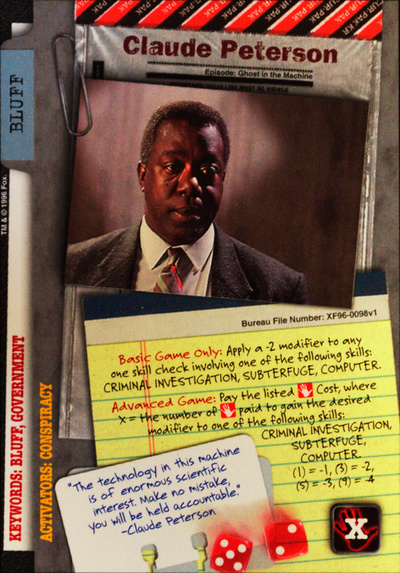 CUR PAK
Claude Peterson
Episode: Ghost in the Machine
BLUFF
TM & © 1996 Fox.
KEYWORDS: BLUFF, GOVERNMENT
ACTIVATORS: CONSPIRACY
Bureau File Number: XF96-0098v1
Basic Game Only: Apply a -2 modifier to any
one skill check involving one of the following skills:
CRIMINAL INVESTIGATION, SUBTERFUGE, COMPUTER.
Advanced Game: Pay the listed Cost, where
x = the number of paid to gain the desired
modifier to one of the following skills:
CRIMINAL INVESTIGATION,
SUBTERFUGE,
COMPUTER.
(1) = -1, (3) = -2,
(5) = -3, (9) = -4
"The technology in this machine
is of enormous scientific
interest. Make no mistake,
you will be held accountable."
-Claude Peterson
X